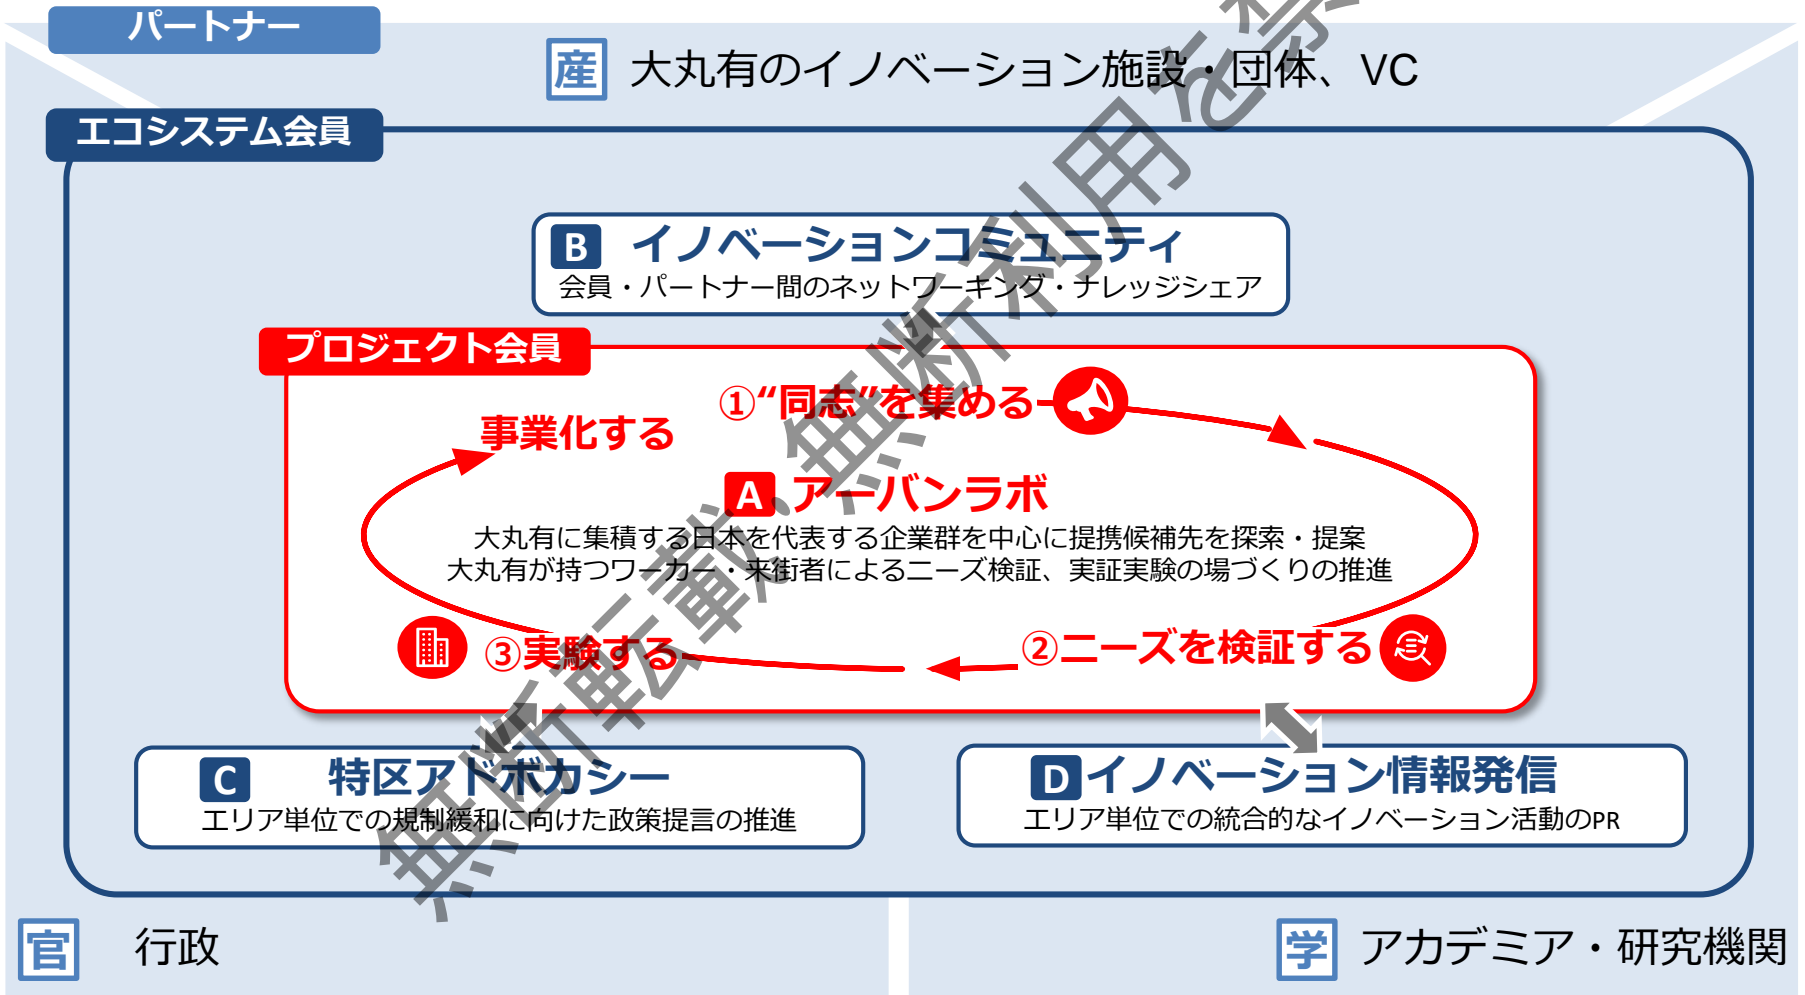 パートナー
産 大丸有のイノベーション施設・団体、VC
エコシステム会員
B イノベーションコミュニティ
会員・パートナー間のネットワーキング・ナレッジシェア
プロジェクト会員
①“同志”を集める
事業化する
A アーバンラボ
大丸有に集積する日本を代表する企業群を中心に提携候補先を探索・提案
大丸有が持つワーカー・来街者によるニーズ検証、実証実験の場づくりの推進
③実験する
②ニーズを検証する
C 特区アドボカシー
エリア単位での規制緩和に向けた政策提言の推進
D イノベーション情報発信
エリア単位での統合的なイノベーション活動のPR
官 行政
学 アカデミア・研究機関
無断転載、無断利用を禁